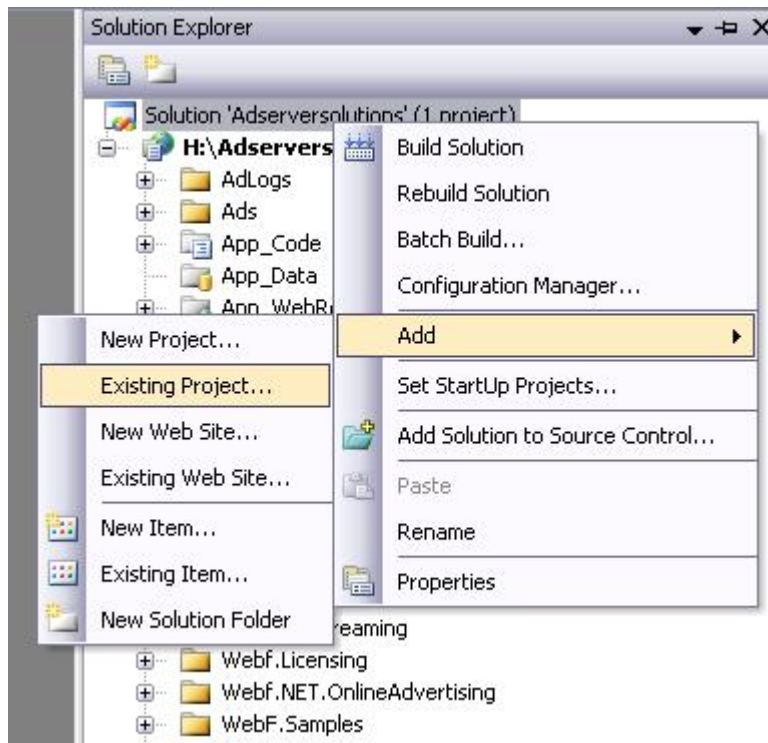 Solution Explorer
Solution 'Adserversolutions' (1 project)
H:\Adservers
AdLogs
Ads
App_Code
App_Data
App_WebR
Build Solution
Rebuild Solution
Batch Build...
Configuration Manager...
Add
Set StartUp Projects...
Add Solution to Source Control...
Paste
Rename
Properties
New Project...
Existing Project...
New Web Site...
Existing Web Site...
New Item...
Existing Item...
New Solution Folder
reaming
Webf.Licensing
Webf.NET.OnlineAdvertising
WebF.Samples